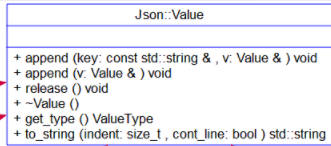 Json::Value
+ append (key: const std::string & , v: Value & ) void
+ append (v: Value & ) void
+ release () void
+ ~Value ()
+ get_type () ValueType
+ to_string (indent: size_t , cont_line: bool ) std::string